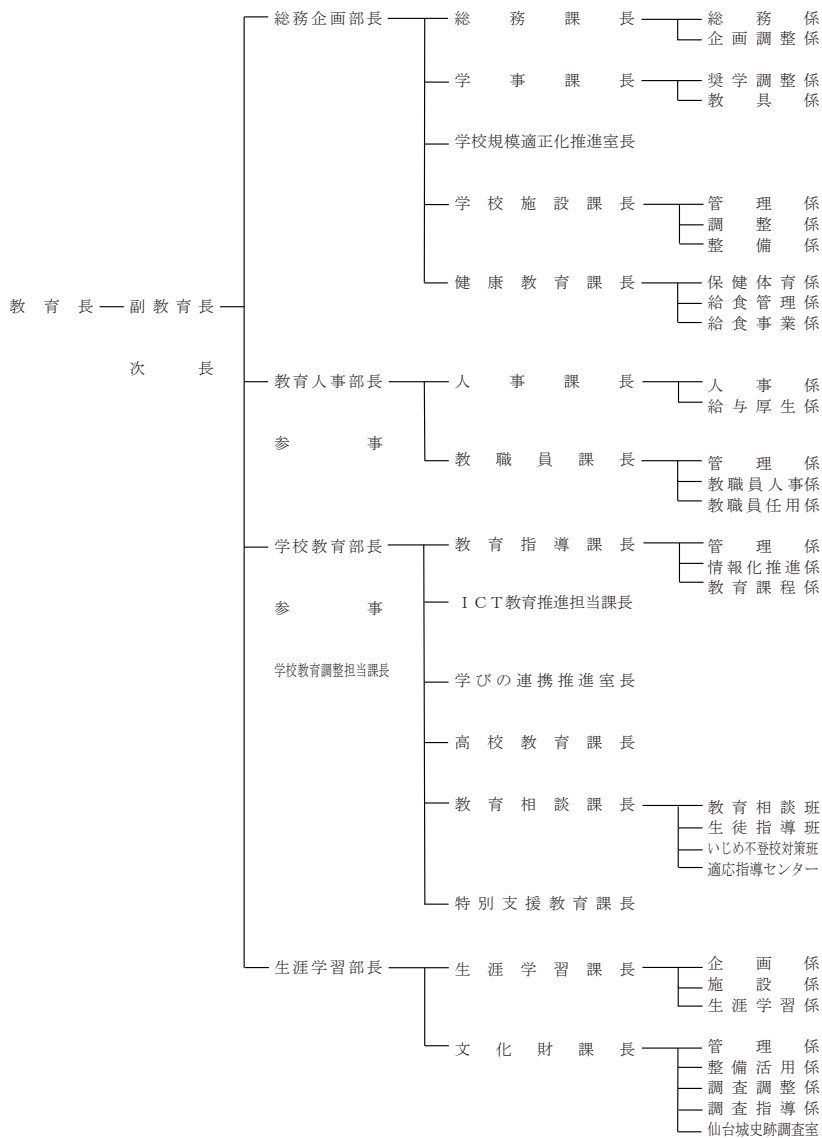 総務企画部長 総務課長 総務係
企画調整係
学事課長 奨学調整係
教具係
学校規模適正化推進室長
学校施設課長 管理係
調整係
整備係
健康教育課長 保健体育係
教育長 副教育長 給食管理係
給食事業係
次長
教育人事部長 人事課長 人事係
給与厚生係
参事
教職員課長 管理係
教職員人事係
教職員任用係
学校教育部長 教育指導課長 管理係
情報化推進係
教育課程係
参事 ICT教育推進担当課長
学校教育調整担当課長
学びの連携推進室長
高校教育課長
教育相談課長 教育相談班
生徒指導班
いじめ不登校対策班
適応指導センター
特別支援教育課長
生涯学習部長 生涯学習課長 企画係
施設係
生涯学習係
文化財課長 管理係
整備活用係
調査調整係
調査指導係
仙台城史跡調査室